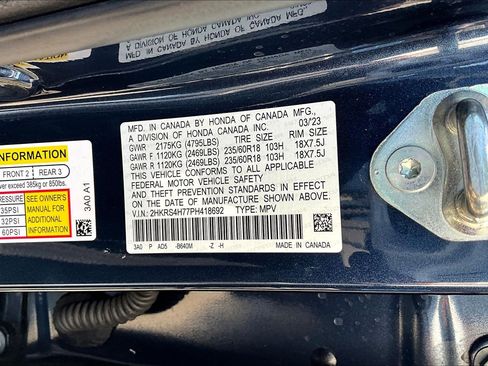 MFD. IN CANADA BY HONDA OF CANADA MFG.,
A DIVISION OF HONDA CANADA INC. 03/23
GVWR 2175KG (4795LBS) TIRE SIZE RIM SIZE
GAWR F 1120KG (2469LBS) 235/60R18 103H 18X7.5J
GAWR R 1120KG (2469LBS) 235/60R18 103H 18X7.5J
THIS VEHICLE CONFORMS TO ALL APPLICABLE
FEDERAL MOTOR VEHICLE SAFETY AND
THEFT PREVENTION STANDARDS IN EFFECT
ON THE DATE OF MANUFACTURE SHOWN ABOVE.
V.I.N.: 2HKRS4H77PH418692 TYPE: MPV
3A0 P AD5 -B640M -Z -H MADE IN CANADA
INFORMATION
FRONT 2 REAR 3
ever exceed 385kg or 850lbs.
35PSI
32PSI
60PSI
SEE OWNER'S
MANUAL FOR
ADDITIONAL
INFORMATION
3A0 A1